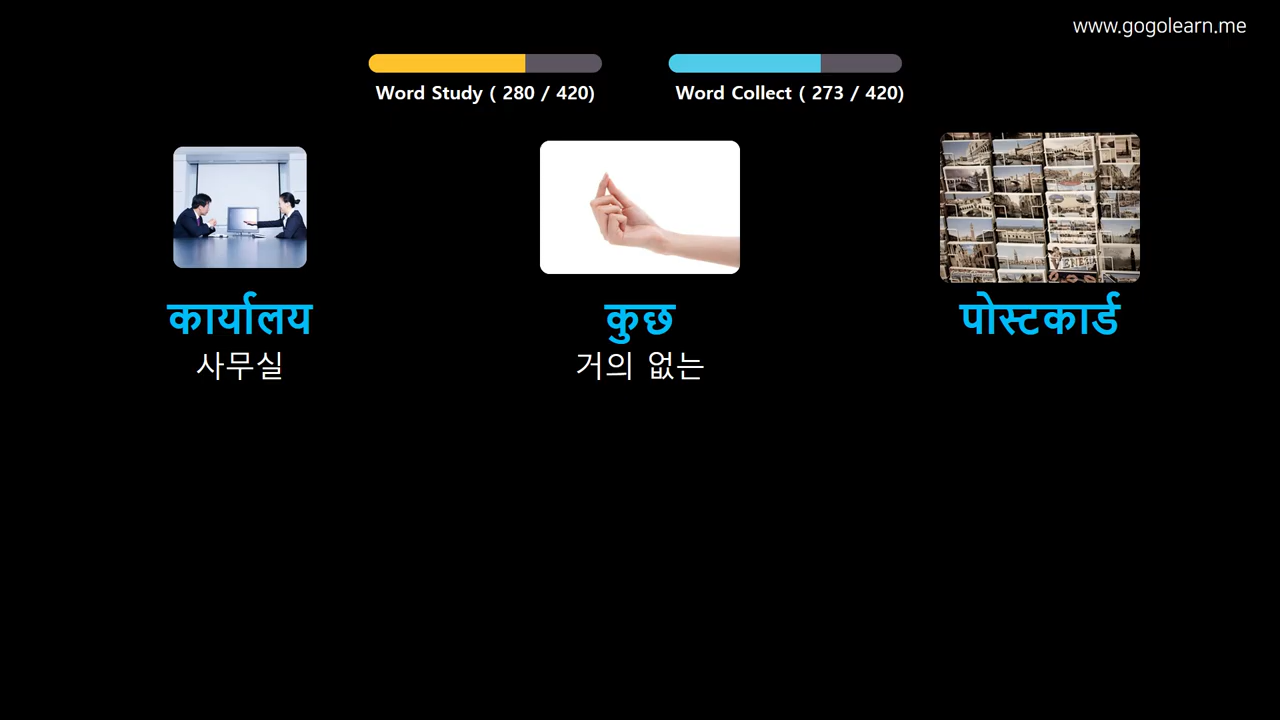 www.gogolearn.me
Word Study ( 280 / 420)
Word Collect ( 273 / 420)
कार्यालय
사무실
कुछ
거의 없는
पोस्टकार्ड